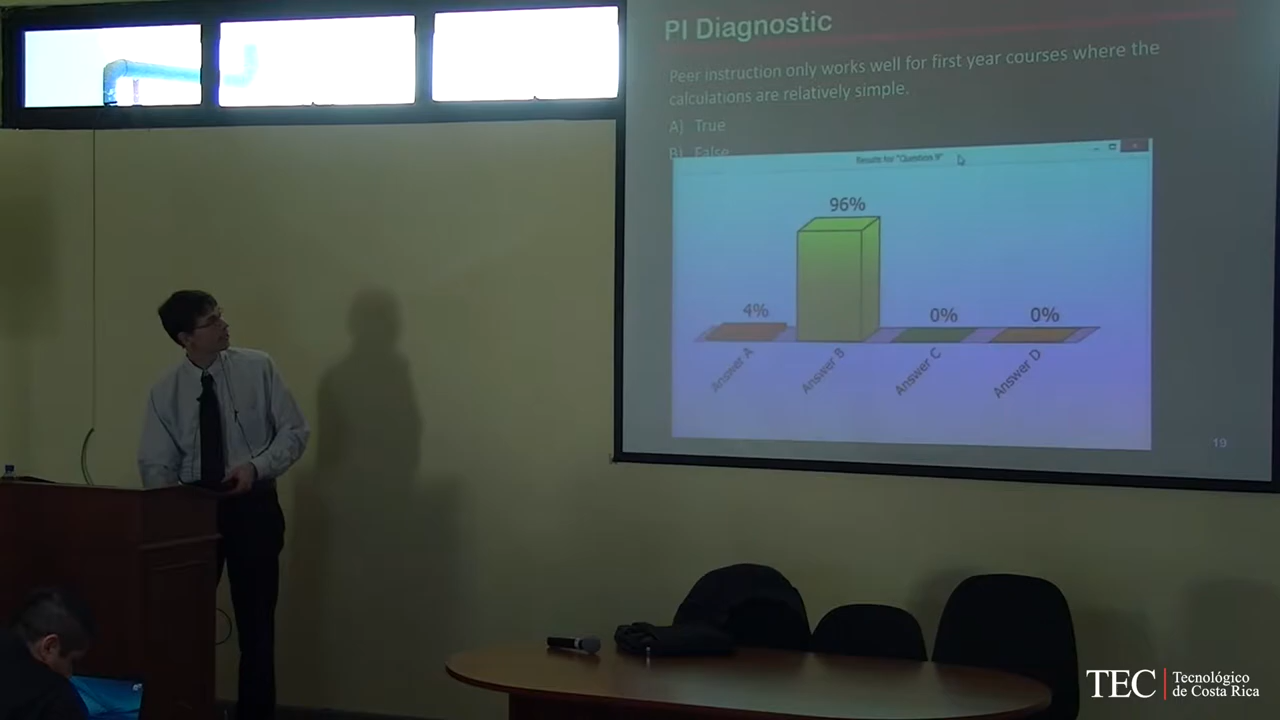 PI Diagnostic
Peer instruction only works well for first year courses where the
calculations are relatively simple.
A) True
B) False
Results for "Question 9"
96%
4%
0%
0%
Answer A
Answer B
Answer C
Answer D
19
TEC
Tecnológico
de Costa Rica